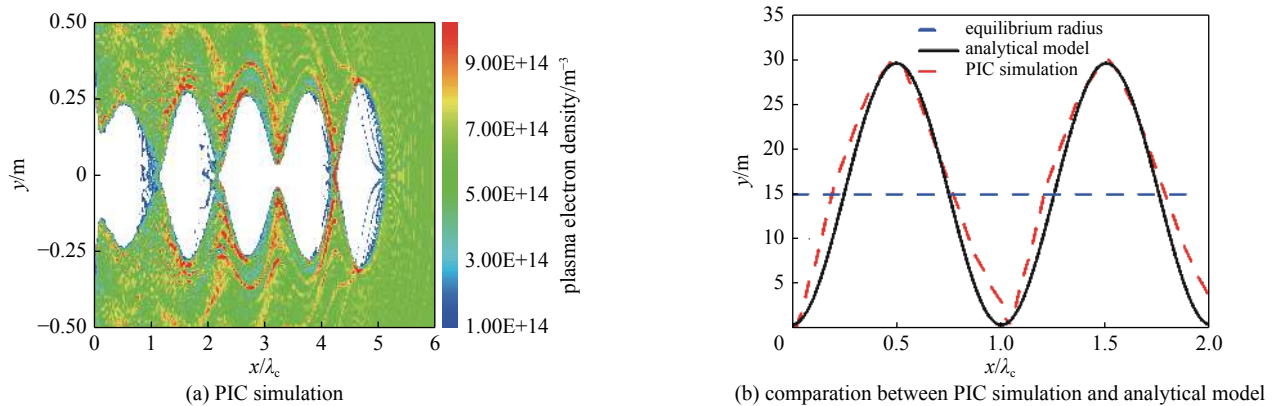 0.50
0.25
0
−0.25
−0.50
y/m
0 1 2 3 4 5 6
x/λc
9.00E+14
7.00E+14
5.00E+14
3.00E+14
1.00E+14
plasma electron density/m⁻³
(a) PIC simulation
35
30
25
20
15
10
5
y/m
equilibrium radius
analytical model
PIC simulation
0 0.5 1.0 1.5 2.0
x/λc
(b) comparation between PIC simulation and analytical model